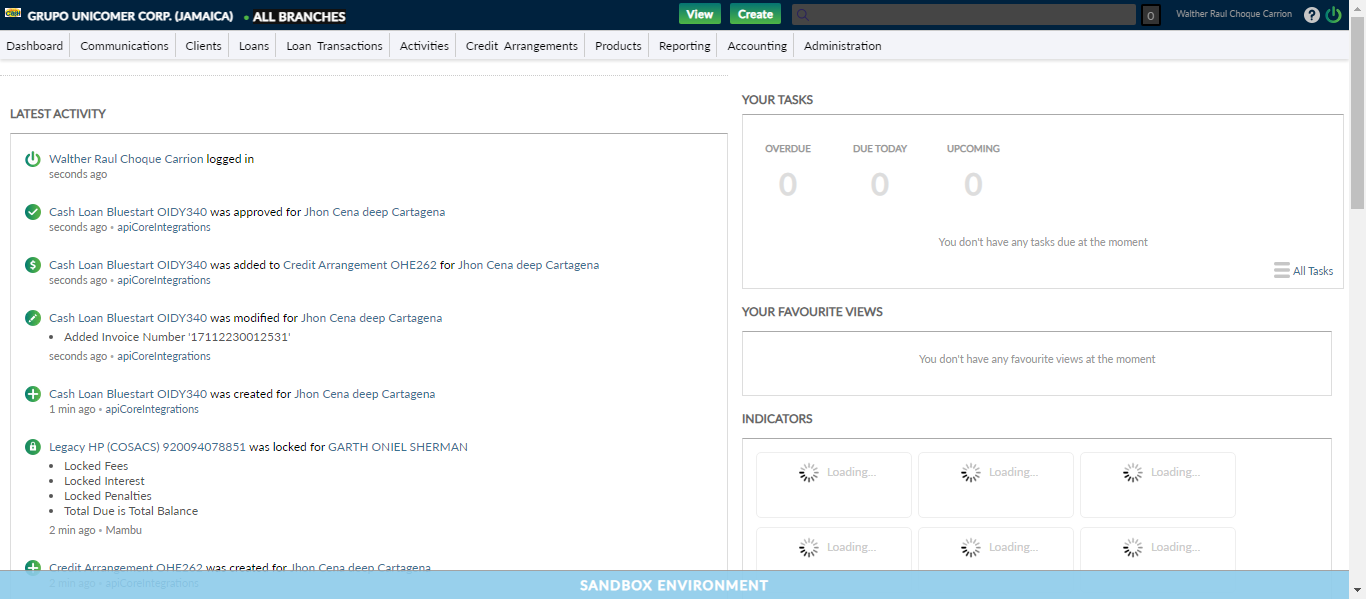 CASH
GRUPO UNICOMER CORP. (JAMAICA) • ALL BRANCHES
View Create 0 Walther Raul Choque Carrion ?
Dashboard Communications Clients Loans Loan Transactions Activities Credit Arrangements Products Reporting Accounting Administration
LATEST ACTIVITY
Walther Raul Choque Carrion logged in
seconds ago
Cash Loan Bluestart OIDY340 was approved for Jhon Cena deep Cartagena
seconds ago • apiCoreIntegrations
Cash Loan Bluestart OIDY340 was added to Credit Arrangement OHE262 for Jhon Cena deep Cartagena
seconds ago • apiCoreIntegrations
Cash Loan Bluestart OIDY340 was modified for Jhon Cena deep Cartagena
• Added Invoice Number '17112230012531'
seconds ago • apiCoreIntegrations
Cash Loan Bluestart OIDY340 was created for Jhon Cena deep Cartagena
1 min ago • apiCoreIntegrations
Legacy HP (COSACS) 920094078851 was locked for GARTH ONIEL SHERMAN
• Locked Fees
• Locked Interest
• Locked Penalties
• Total Due is Total Balance
2 min ago • Mambu
Credit Arrangement OHE262 was created for Jhon Cena deep Cartagena
2 min ago • apiCoreIntegrations
YOUR TASKS
OVERDUE DUE TODAY UPCOMING
0 0 0
You don't have any tasks due at the moment
All Tasks
YOUR FAVOURITE VIEWS
You don't have any favourite views at the moment
INDICATORS
Loading... Loading... Loading...
Loading... Loading... Loading...
SANDBOX ENVIRONMENT